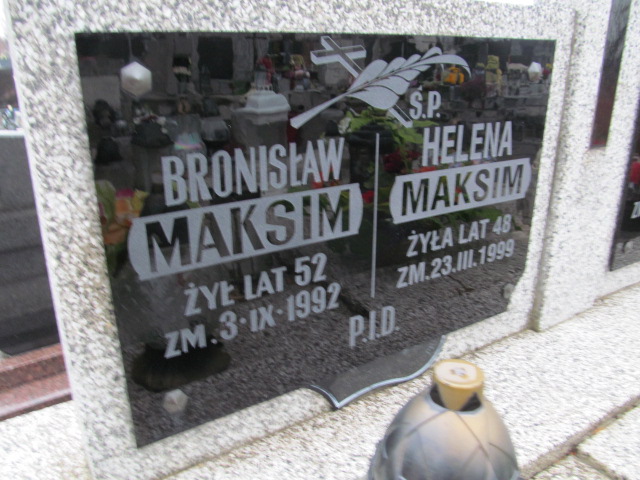 Ś.P.
BRONISŁAW
MAKSIM
ŻYŁ LAT 52
ZM. 3·IX·1992
HELENA
MAKSIM
ŻYŁA LAT 48
ZM. 23.III.1999
P.I.D.